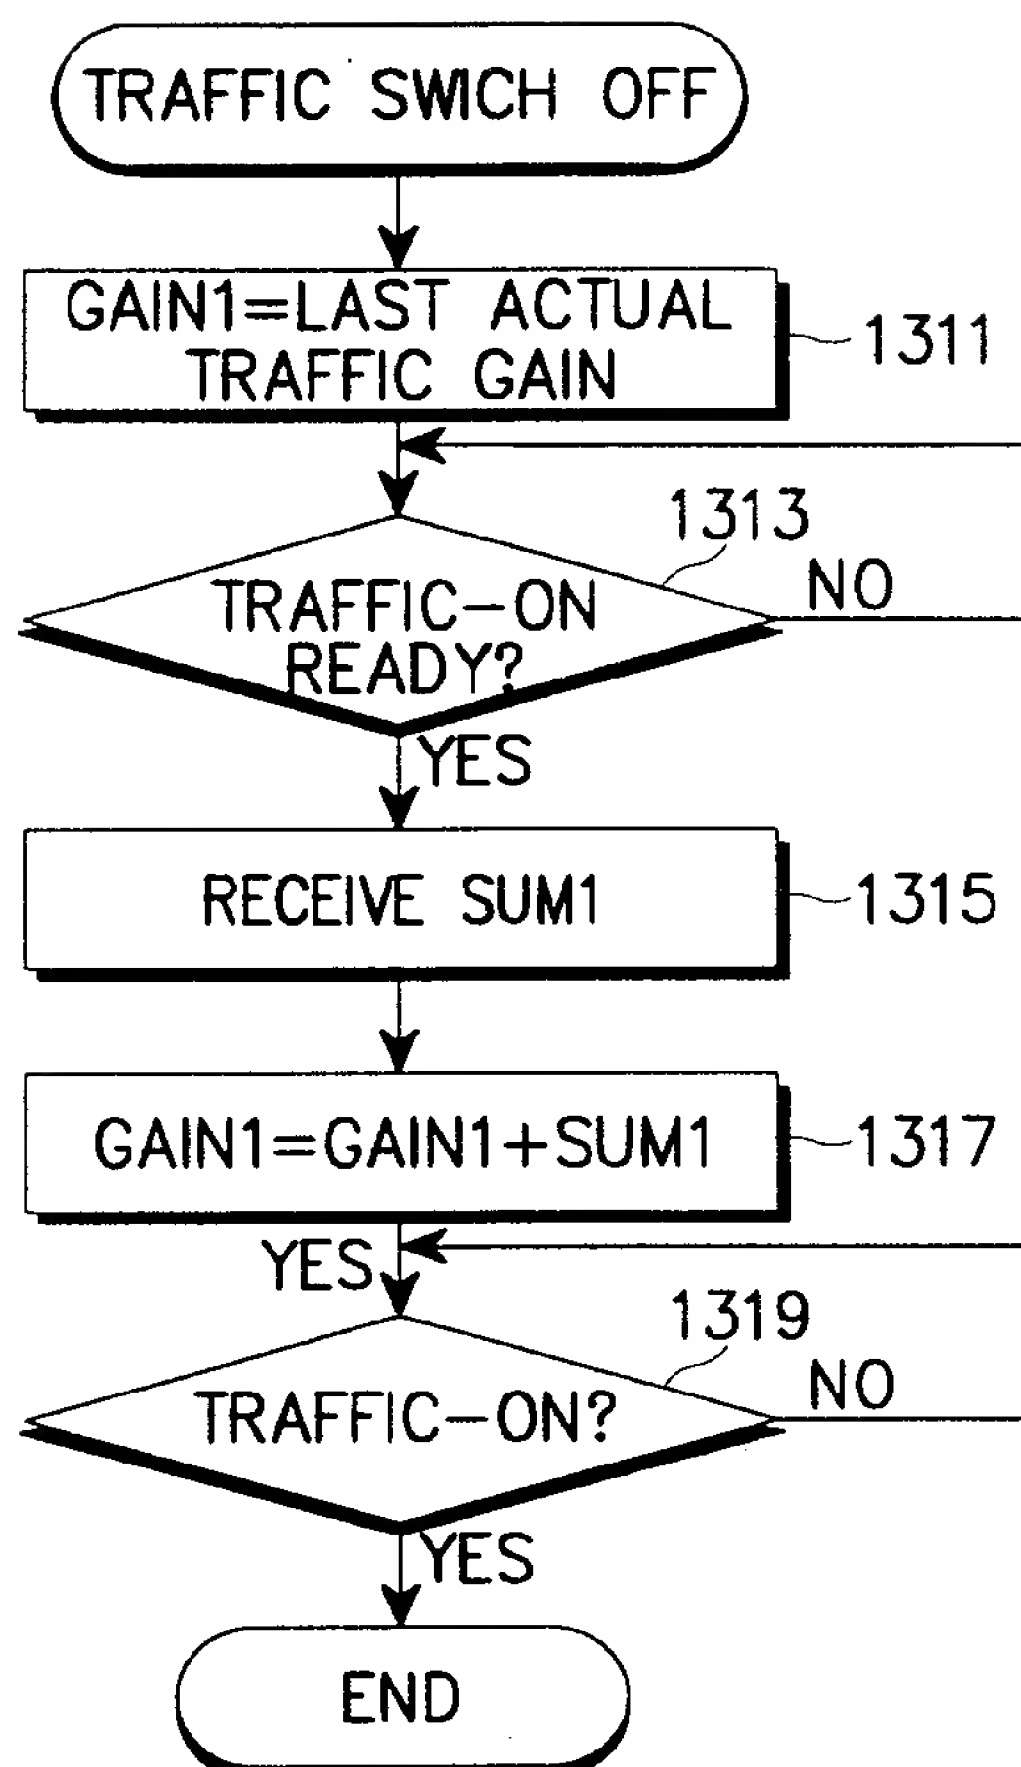 TRAFFIC SWICH OFF
GAIN1=LAST ACTUAL
TRAFFIC GAIN
1311
1313
NO
TRAFFIC-ON
READY?
YES
RECEIVE SUM1
1315
GAIN1=GAIN1+SUM1
1317
YES
1319
NO
TRAFFIC-ON?
YES
END